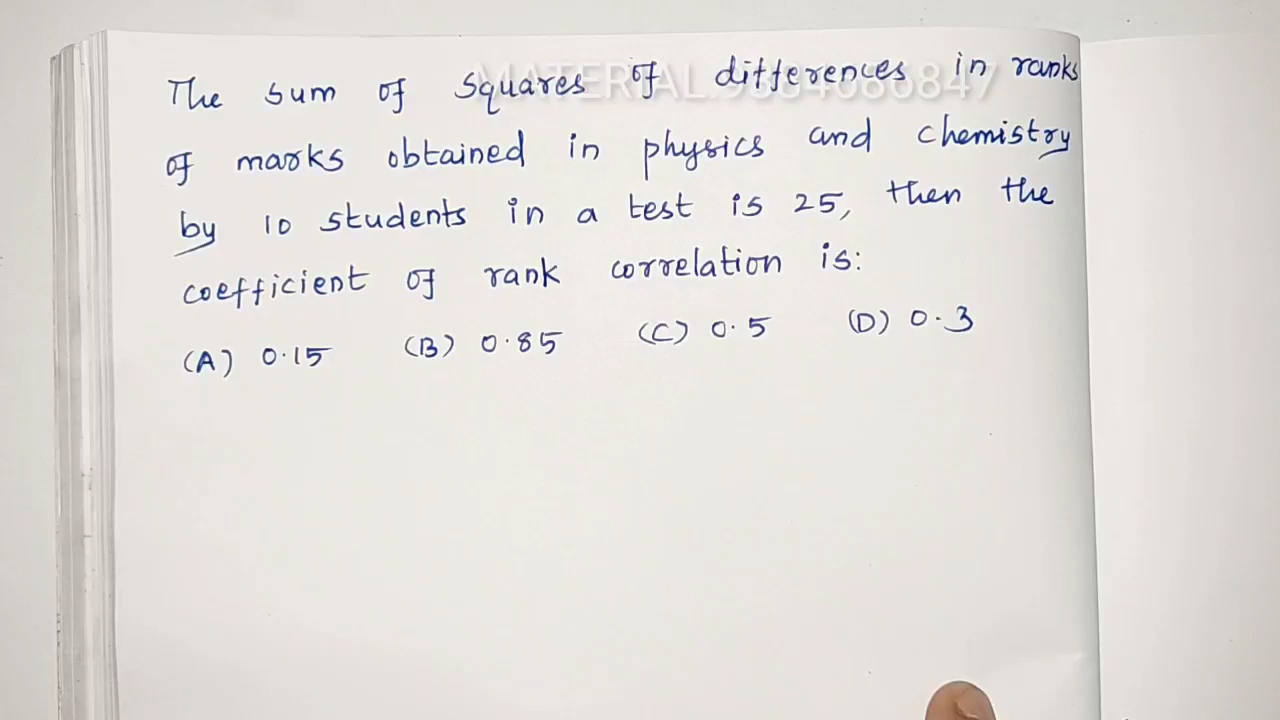 The sum of squares of differences in ranks
of marks obtained in physics and chemistry
by 10 students in a test is 25, then the
coefficient of rank correlation is:
(A) 0.15 (B) 0.85 (C) 0.5 (D) 0.3